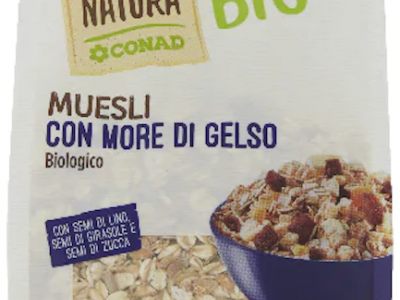 NATURA
BIO
CONAD
MUESLI
CON MORE DI GELSO
Biologico
CON SEMI DI LINO,
SEMI DI GIRASOLE E
SEMI DI ZUCCA